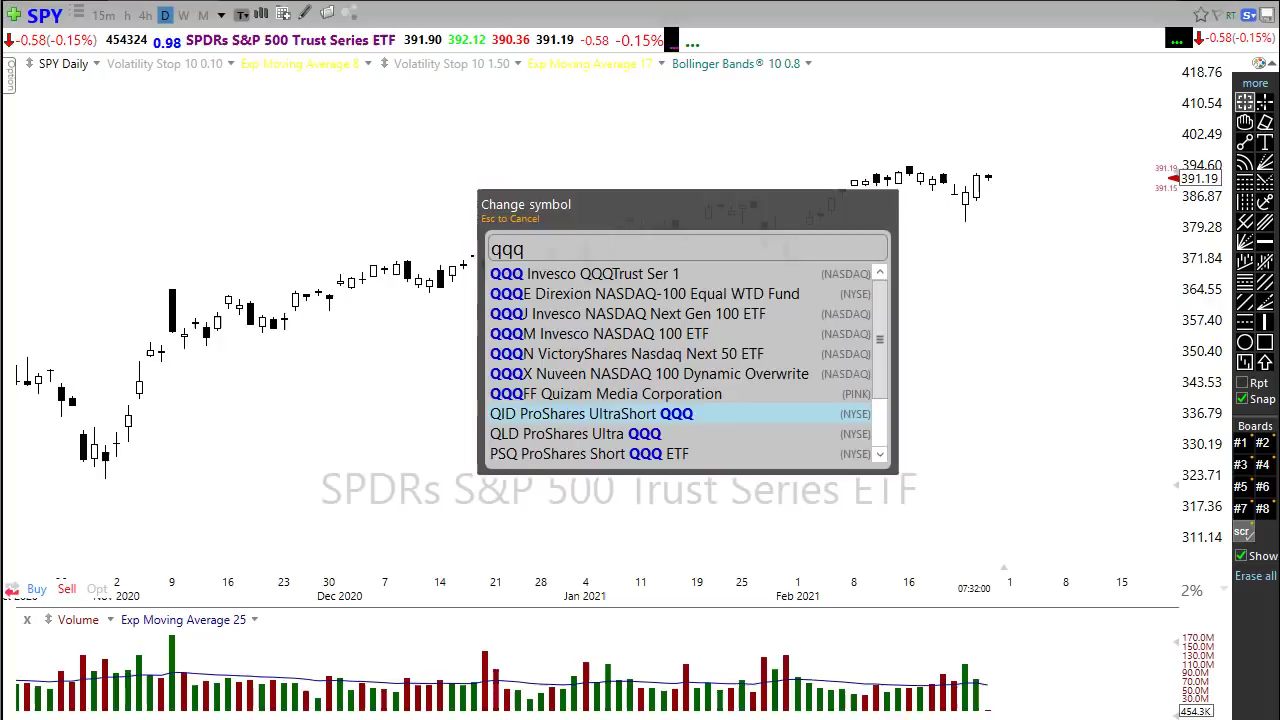 SPY
15m h 4h D W M
RT
-0.58(-0.15%) 454324 0.98 SPDRs S&P 500 Trust Series ETF 391.90 392.12 390.36 391.19 -0.58 -0.15% ... ... -0.58(-0.15%)
Option
SPY Daily Volatility Stop 10 0.10 Exp Moving Average 8 Volatility Stop 10 1.50 Exp Moving Average 17 Bollinger Bands® 10 0.8
418.76
410.54
402.49
394.60
391.19
391.19
391.15
386.87
379.28
371.84
364.55
357.40
350.40
343.53
336.79
330.19
323.71
317.36
311.14
more
Rpt
Snap
Boards
#1 #2
#3 #4
#5 #6
#7 #8
scr
Show
Erase all
Change symbol
Esc to Cancel
qqq
QQQ Invesco QQQTrust Ser 1 (NASDAQ)
QQQE Direxion NASDAQ-100 Equal WTD Fund (NYSE)
QQQJ Invesco NASDAQ Next Gen 100 ETF (NASDAQ)
QQQM Invesco NASDAQ 100 ETF (NASDAQ)
QQQN VictoryShares Nasdaq Next 50 ETF (NASDAQ)
QQQX Nuveen NASDAQ 100 Dynamic Overwrite (NASDAQ)
QQQFF Quizam Media Corporation (PINK)
QID ProShares UltraShort QQQ (NYSE)
QLD ProShares Ultra QQQ (NYSE)
PSQ ProShares Short QQQ ETF (NYSE)
SPDRs S&P 500 Trust Series ETF
Buy Sell Opt
2 9 16 23 30 7 14 21 28 4 11 19 25 1 8 16 07:32:00 1 8 15
2020 Nov 2020 Dec 2020 Jan 2021 Feb 2021
2%
x Volume Exp Moving Average 25
170.0M
150.0M
130.0M
110.0M
90.0M
70.0M
50.0M
30.0M
454.3K